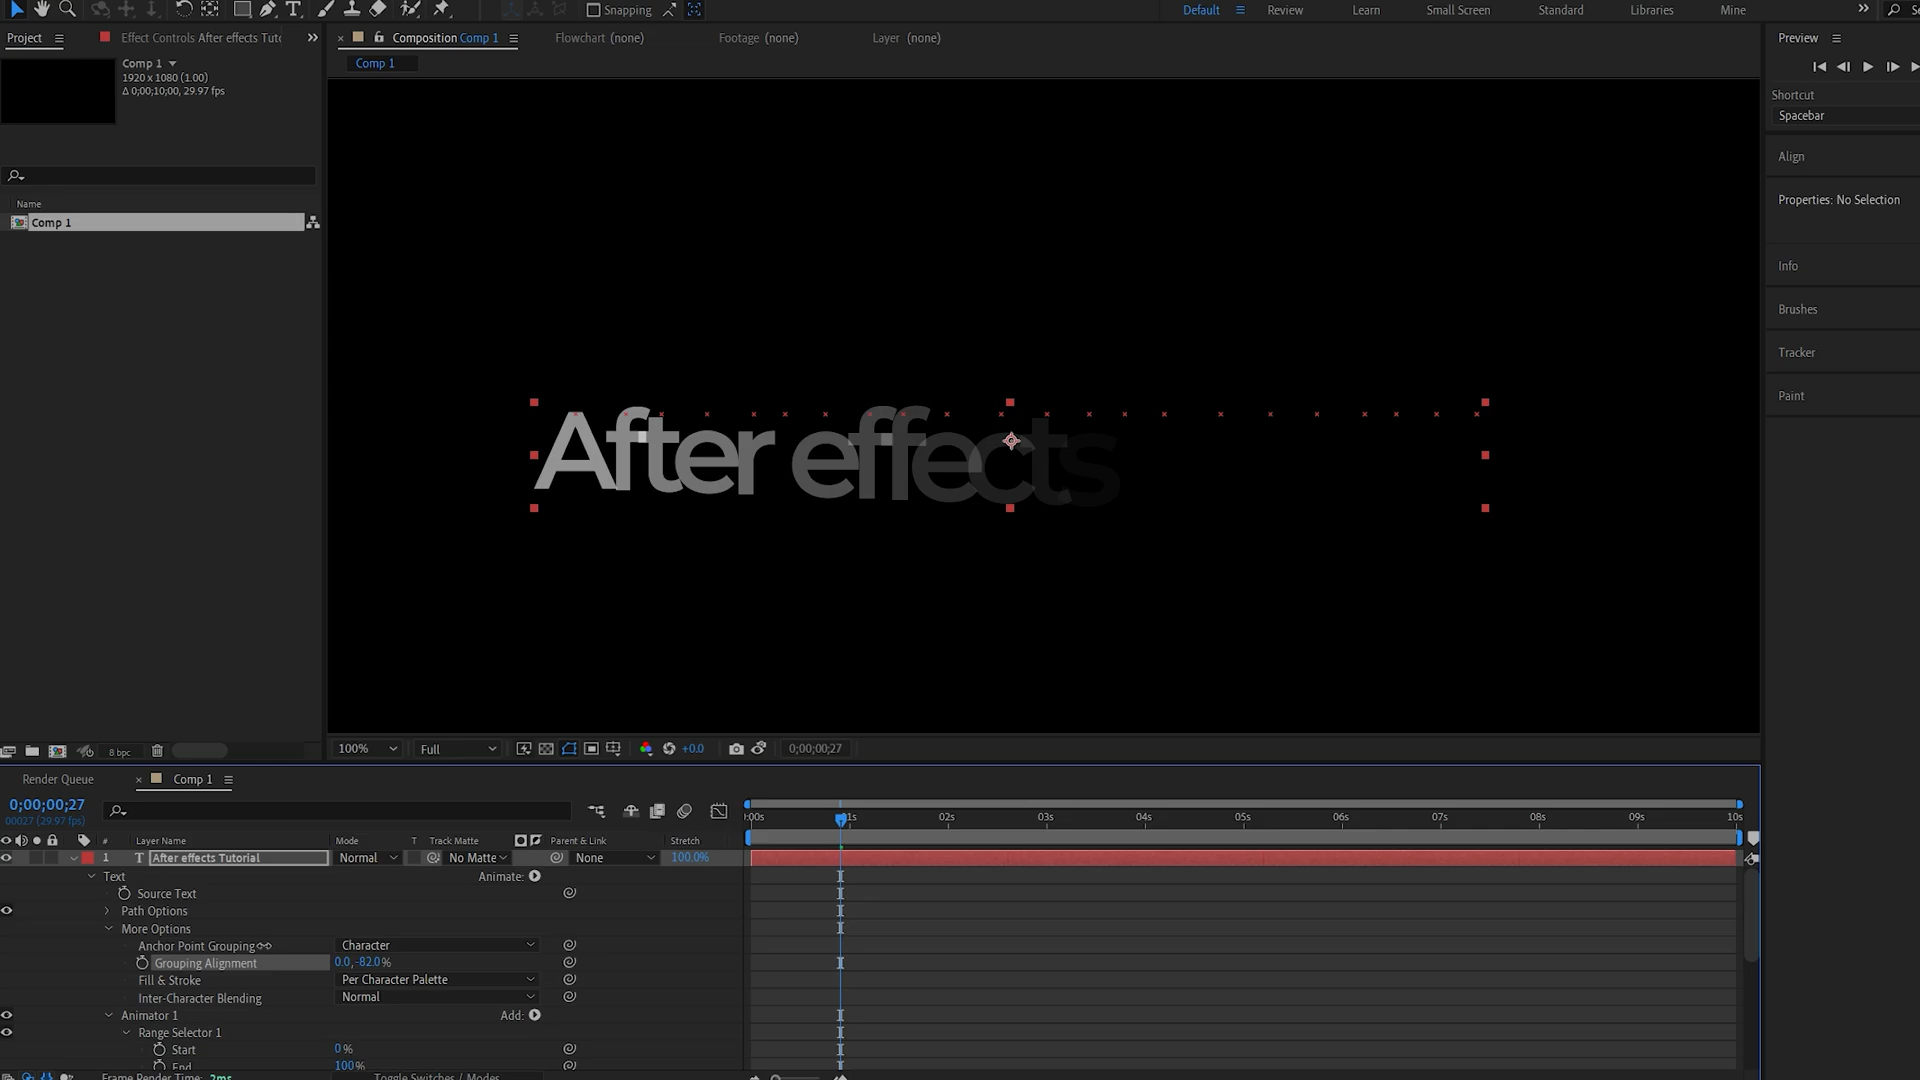 Snapping
Default
Review
Learn
Small Screen
Standard
Libraries
Mine
Project
Effect Controls After effects Tuto
Composition Comp 1
Flowchart (none)
Footage (none)
Layer (none)
Preview
Comp 1
1920 x 1080 (1.00)
Δ 0;00;10;00, 29.97 fps
Comp 1
Shortcut
Spacebar
Align
Properties: No Selection
Name
Comp 1
Info
Brushes
Tracker
Paint
After effects
8 bpc
100%
Full
+0.0
0;00;00;27
Render Queue
Comp 1
0;00;00;27
00027 (29.97 fps)
:00s
01s
02s
03s
04s
05s
06s
07s
08s
09s
10s
#
Layer Name
Mode
T
Track Matte
Parent & Link
Stretch
1
T
After effects Tutorial
Normal
No Matte
None
100.0%
Text
Animate:
Source Text
Path Options
More Options
Anchor Point Grouping
Character
Grouping Alignment
0.0,-82.0%
Fill & Stroke
Per Character Palette
Inter-Character Blending
Normal
Animator 1
Add:
Range Selector 1
Start
0%
End
100%
Frame Render Time: 2ms
Toggle Switches / Modes